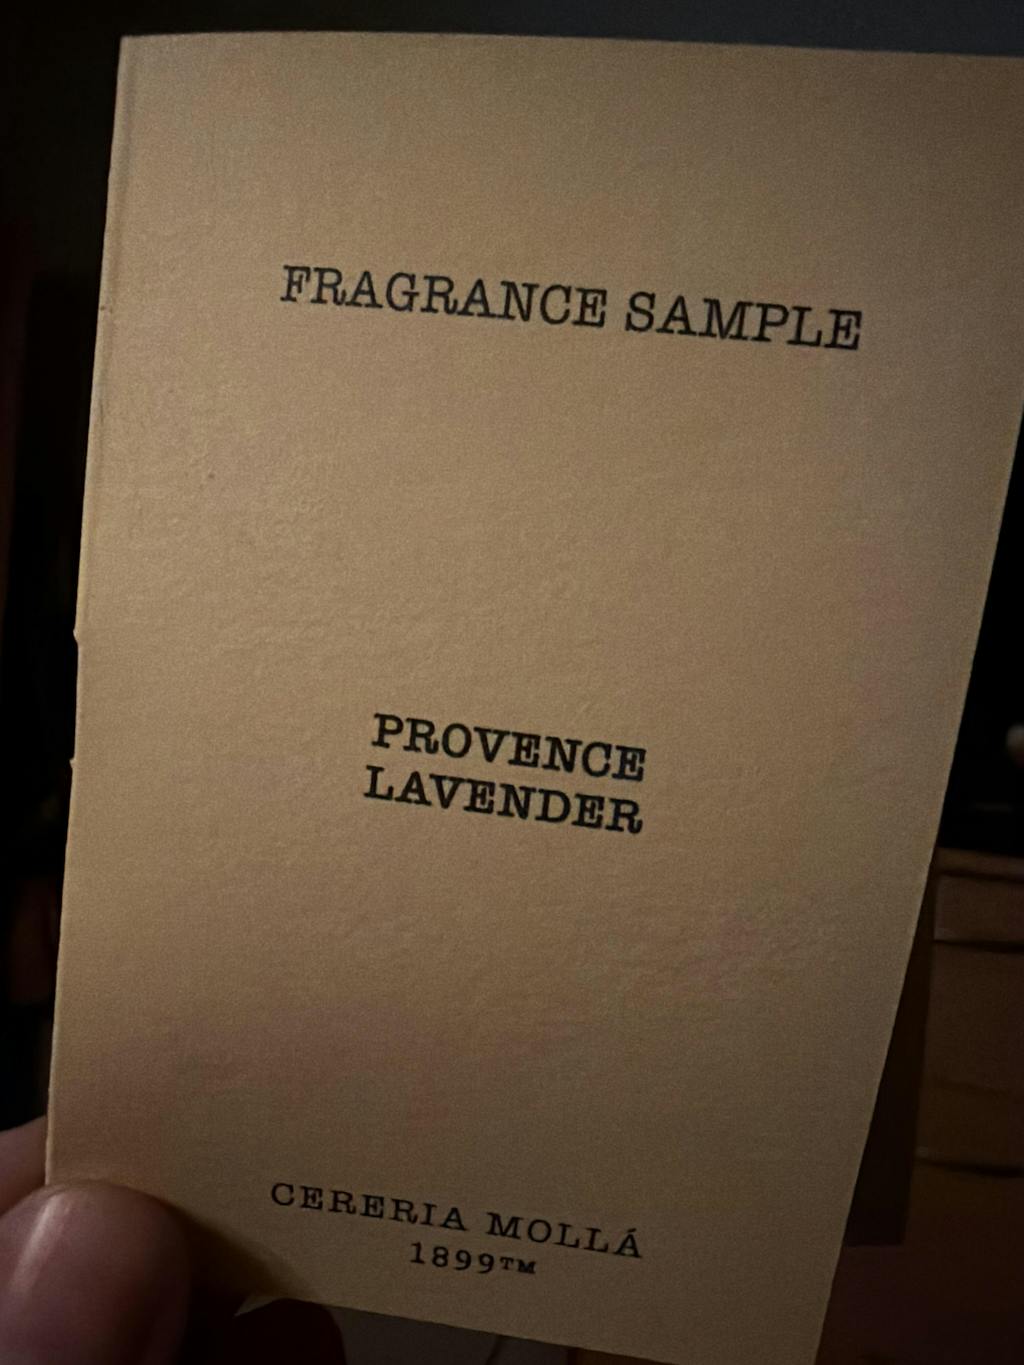 FRAGRANCE SAMPLE
PROVENCE
LAVENDER
CERERIA MOLLÁ
1899™